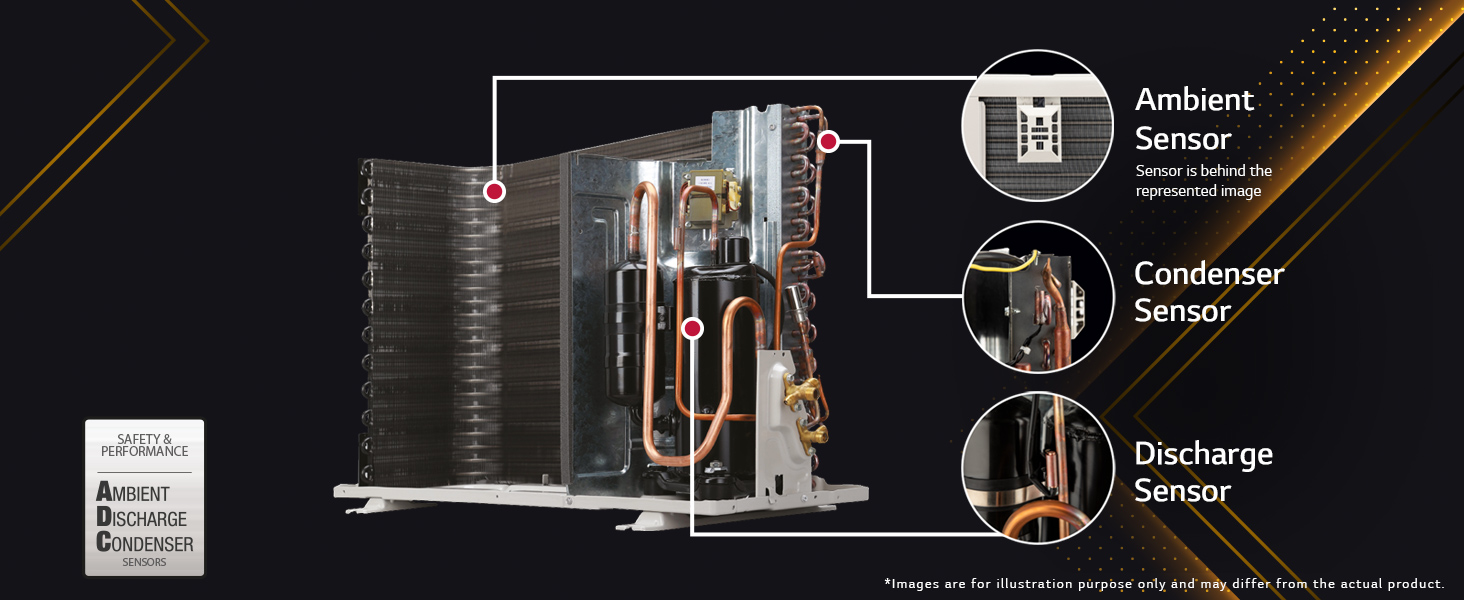 Ambient
Sensor
Sensor is behind the
represented image
Condenser
Sensor
Discharge
Sensor
SAFETY &
PERFORMANCE
AMBIENT
DISCHARGE
CONDENSER
SENSORS
*Images are for illustration purpose only and may differ from the actual product.